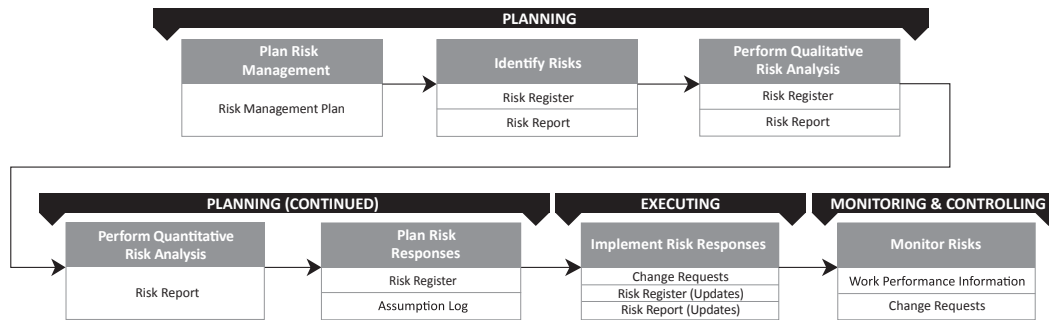 PLANNING
Plan Risk
Management
Risk Management Plan
Identify Risks
Risk Register
Risk Report
Perform Qualitative
Risk Analysis
Risk Register
Risk Report
PLANNING (CONTINUED)
Perform Quantitative
Risk Analysis
Risk Report
Plan Risk
Responses
Risk Register
Assumption Log
EXECUTING
Implement Risk Responses
Change Requests
Risk Register (Updates)
Risk Report (Updates)
MONITORING & CONTROLLING
Monitor Risks
Work Performance Information
Change Requests